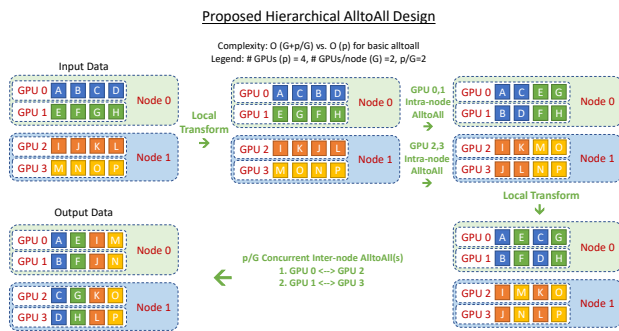 Proposed Hierarchical AlltoAll Design
Complexity: O (G+p/G) vs. O (p) for basic alltoall
Legend: # GPUs (p) = 4, # GPUs/node (G) =2, p/G=2
Input Data
GPU 0 A B C D
GPU 1 E F G H
Node 0
GPU 2 I J K L
GPU 3 M N O P
Node 1
Local
Transform
GPU 0 A C B D
GPU 1 E G F H
Node 0
GPU 2 I K J L
GPU 3 M O N P
Node 1
GPU 0,1
Intra-node
AlltoAll
GPU 2,3
Intra-node
AlltoAll
GPU 0 A C E G
GPU 1 B D F H
Node 0
GPU 2 I K M O
GPU 3 J L N P
Node 1
Local Transform
GPU 0 A E C G
GPU 1 B F D H
Node 0
GPU 2 I M K O
GPU 3 J N L P
Node 1
p/G Concurrent Inter-node AlltoAll(s)
1. GPU 0 <--> GPU 2
2. GPU 1 <--> GPU 3
Output Data
GPU 0 A E I M
GPU 1 B F J N
Node 0
GPU 2 C G K O
GPU 3 D H L P
Node 1